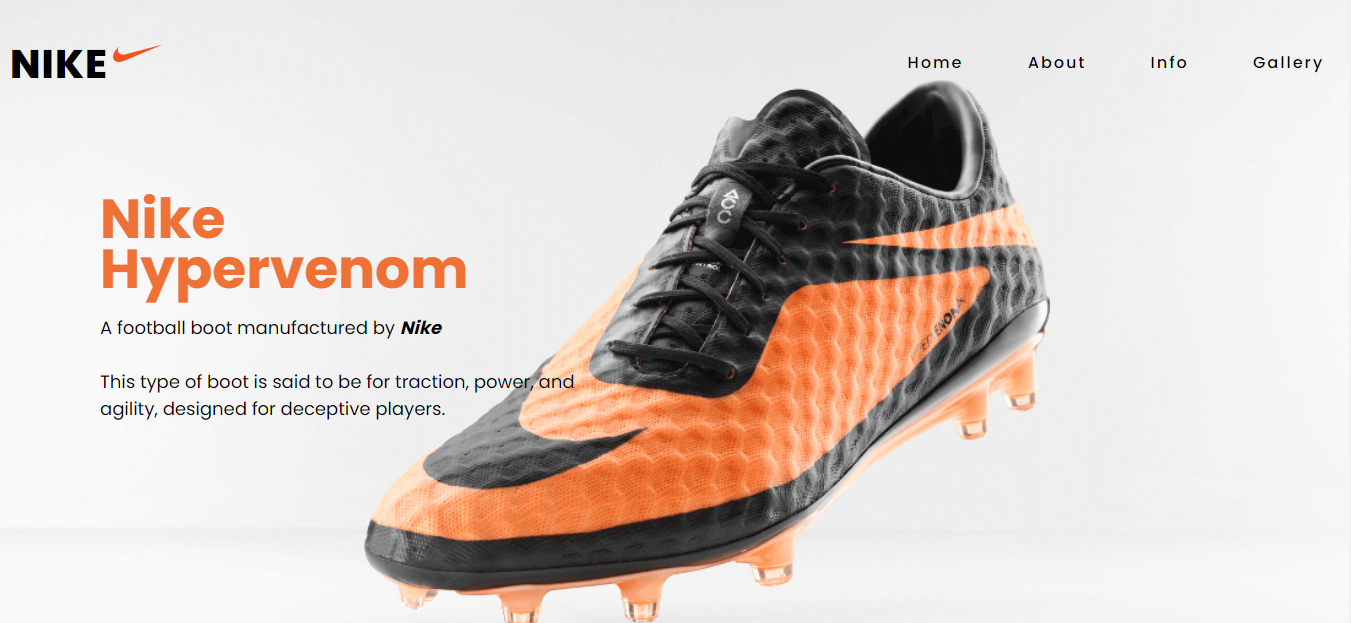 NIKE
Home About Info Gallery
Nike
Hypervenom
A football boot manufactured by Nike
This type of boot is said to be for traction, power, and
agility, designed for deceptive players.
ACC